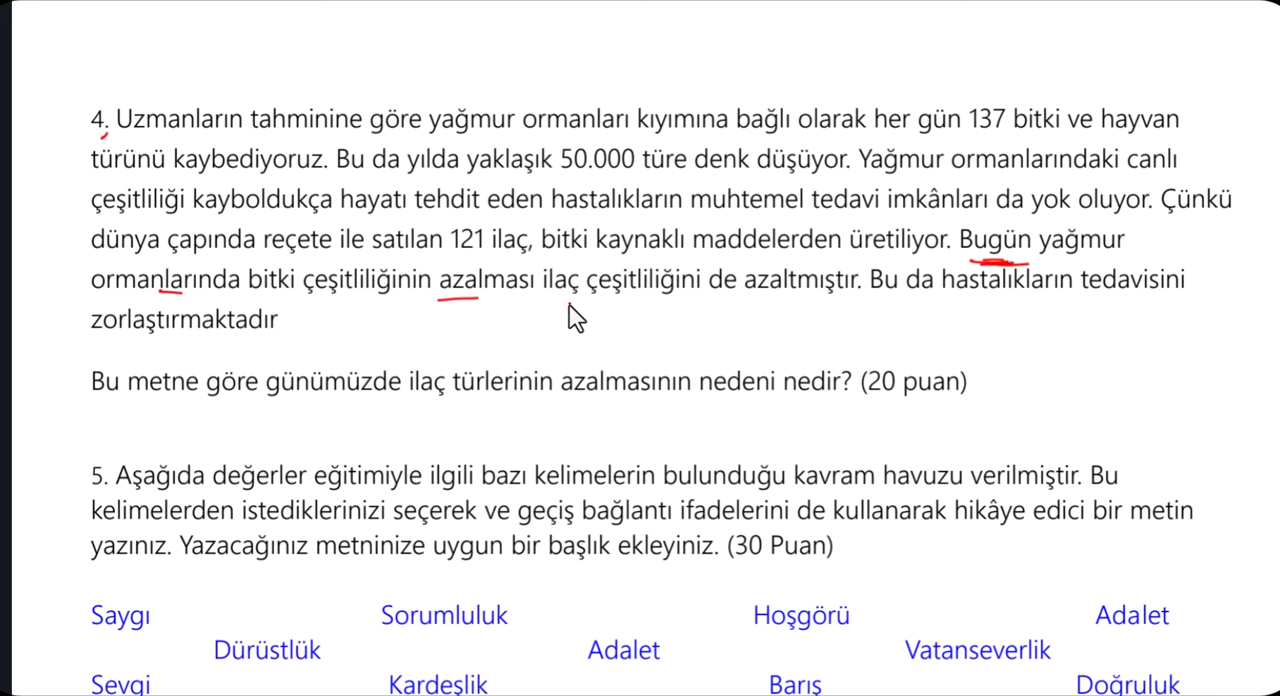 4. Uzmanların tahminine göre yağmur ormanları kıyımına bağlı olarak her gün 137 bitki ve hayvan
türünü kaybediyoruz. Bu da yılda yaklaşık 50.000 türe denk düşüyor. Yağmur ormanlarındaki canlı
çeşitliliği kayboldukça hayatı tehdit eden hastalıkların muhtemel tedavi imkânları da yok oluyor. Çünkü
dünya çapında reçete ile satılan 121 ilaç, bitki kaynaklı maddelerden üretiliyor. Bugün yağmur
ormanlarında bitki çeşitliliğinin azalması ilaç çeşitliliğini de azaltmıştır. Bu da hastalıkların tedavisini
zorlaştırmaktadır
Bu metne göre günümüzde ilaç türlerinin azalmasının nedeni nedir? (20 puan)
5. Aşağıda değerler eğitimiyle ilgili bazı kelimelerin bulunduğu kavram havuzu verilmiştir. Bu
kelimelerden istediklerinizi seçerek ve geçiş bağlantı ifadelerini de kullanarak hikâye edici bir metin
yazınız. Yazacağınız metninize uygun bir başlık ekleyiniz. (30 Puan)
Saygı Sorumluluk Hoşgörü Adalet
Dürüstlük Adalet Vatanseverlik
Sevgi Kardeşlik Barış Doğruluk